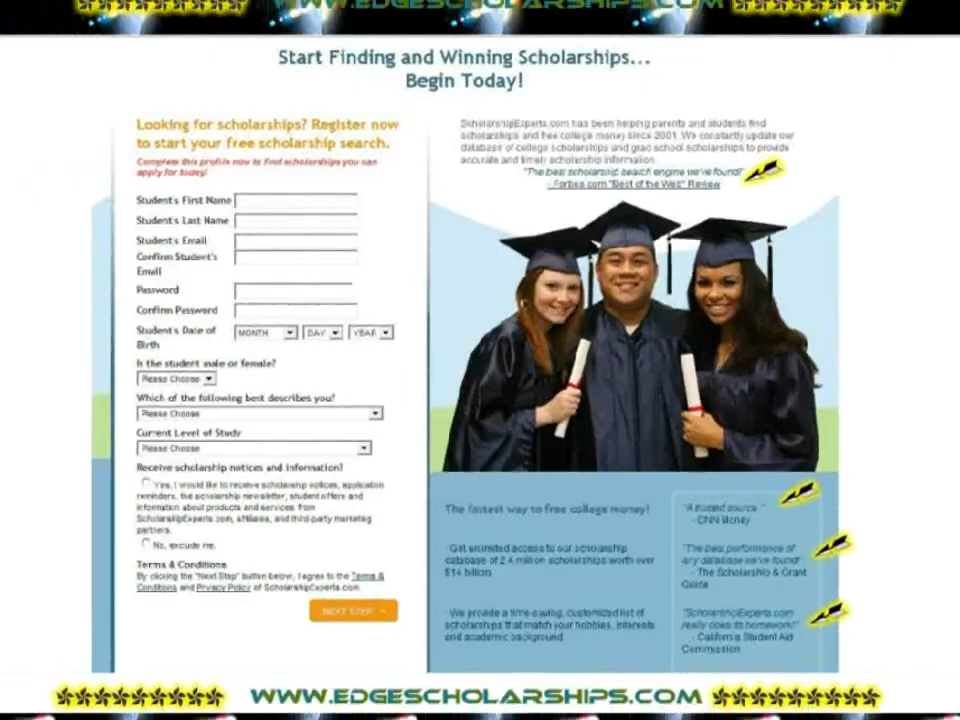 WWW.EDGESCHOLARSHIPS.COM
Start Finding and Winning Scholarships...
Begin Today!
Looking for scholarships? Register now
to start your free scholarship search.
Complete this profile now to find scholarships you can
apply for today!
Student's First Name
Student's Last Name
Student's Email
Confirm Student's
Email
Password
Confirm Password
Student's Date of
Birth
MONTH DAY YEAR
Is the student male or female?
Please Choose
Which of the following best describes you?
Please Choose
Current Level of Study
Please Choose
Receive scholarship notices and information?
Yes, I would like to receive scholarship notices, application
reminders, the scholarship newsletter, student offers and
information about products and services from
ScholarshipExperts.com, affiliates, and third-party marketing
partners.
No, exclude me.
Terms & Conditions
By clicking the "Next Step" button below, I agree to the Terms &
Conditions and Privacy Policy of ScholarshipExperts.com
NEXT STEP
ScholarshipExperts.com has been helping parents and students find
scholarships and free college money since 2001. We constantly update our
database of college scholarships and grad school scholarships to provide
accurate and timely scholarship information.
"The best scholarship search engine we've found!"
- Forbes.com "Best of the Web" Review
The fastest way to free college money!
- Get unlimited access to our scholarship
database of 2.4 million scholarships worth over
$14 billion
- We provide a time-saving, customized list of
scholarships that match your hobbies, interests
and academic background
"A trusted source."
- CNN Money
"The best performance of
any database we've found"
- The Scholarship & Grant
Guide
"ScholarshipExperts.com
really does its homework!"
- California Student Aid
Commission
WWW.EDGESCHOLARSHIPS.COM